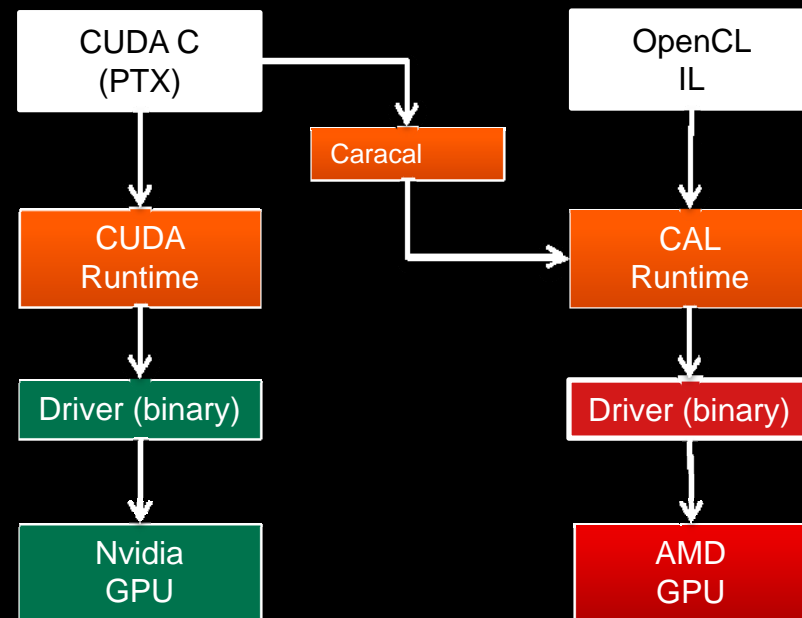 CUDA C
(PTX)
OpenCL
IL
Caracal
CUDA
Runtime
CAL
Runtime
Driver (binary)
Driver (binary)
Nvidia
GPU
AMD
GPU